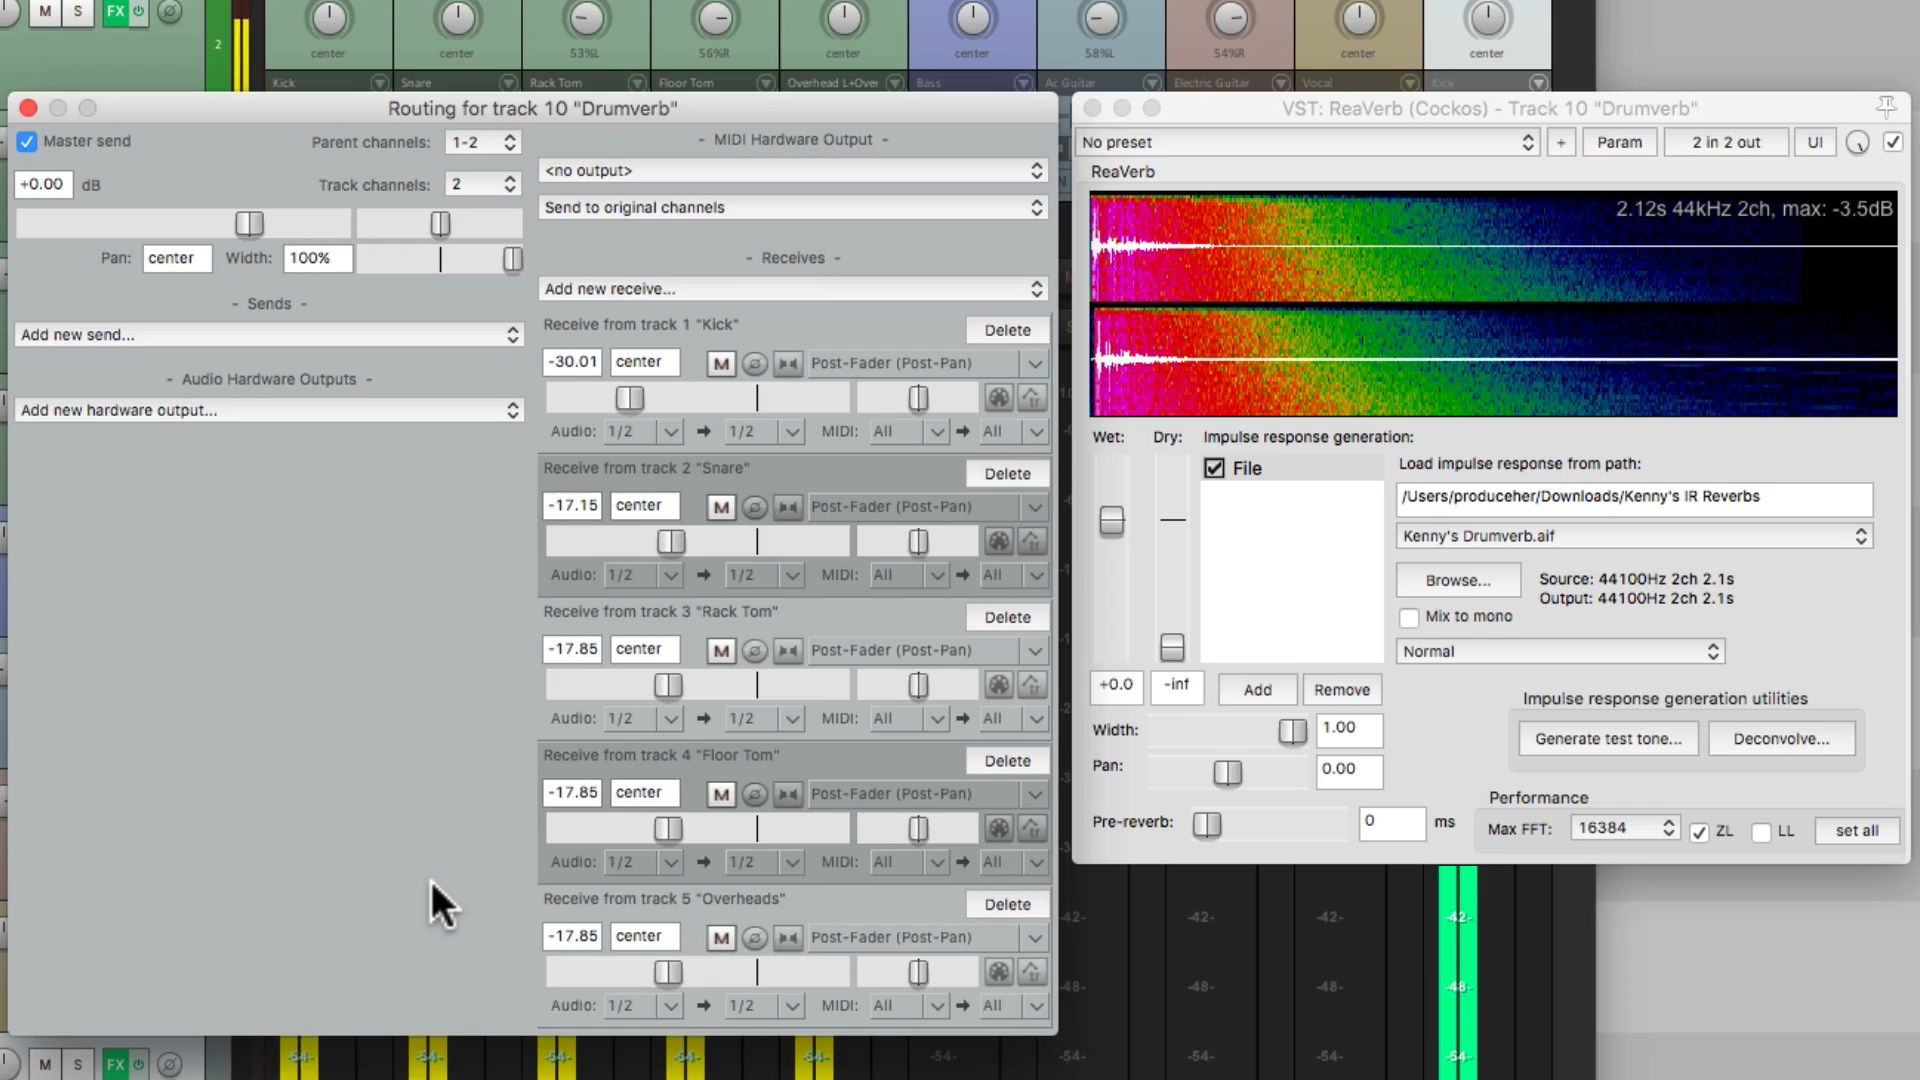 M S FX
2
center center 53%L 56%R center center 58%L 54%R center center
Kick Snare Rack Tom Floor Tom Overhead L+Over Bass Ac Guitar Electric Guitar Vocal Kick
Routing for track 10 "Drumverb"
Master send
Parent channels: 1-2
+0.00 dB
Track channels: 2
Pan: center Width: 100%
- Sends -
Add new send...
- Audio Hardware Outputs -
Add new hardware output...
- MIDI Hardware Output -
<no output>
Send to original channels
- Receives -
Add new receive...
Receive from track 1 "Kick"
Delete
-30.01 center M Post-Fader (Post-Pan)
Audio: 1/2 1/2 MIDI: All All
Receive from track 2 "Snare"
Delete
-17.15 center M Post-Fader (Post-Pan)
Audio: 1/2 1/2 MIDI: All All
Receive from track 3 "Rack Tom"
Delete
-17.85 center M Post-Fader (Post-Pan)
Audio: 1/2 1/2 MIDI: All All
Receive from track 4 "Floor Tom"
Delete
-17.85 center M Post-Fader (Post-Pan)
Audio: 1/2 1/2 MIDI: All All
Receive from track 5 "Overheads"
Delete
-17.85 center M Post-Fader (Post-Pan)
Audio: 1/2 1/2 MIDI: All All
VST: ReaVerb (Cockos) - Track 10 "Drumverb"
No preset + Param 2 in 2 out UI
ReaVerb
2.12s 44kHz 2ch, max: -3.5dB
Wet: Dry: Impulse response generation:
File
Load impulse response from path:
/Users/produceher/Downloads/Kenny's IR Reverbs
Kenny's Drumverb.aif
Browse...
Source: 44100Hz 2ch 2.1s
Output: 44100Hz 2ch 2.1s
Mix to mono
Normal
+0.0 -inf Add Remove
Impulse response generation utilities
Width: 1.00
Generate test tone... Deconvolve...
Pan: 0.00
Performance
Pre-reverb: 0 ms
Max FFT: 16384 ZL LL set all
-42- -42- -42- -42-
-48- -48- -48- -48-
M S FX
-54- -54- -54- -54- -54- -54- -54- -54- -54- -54-